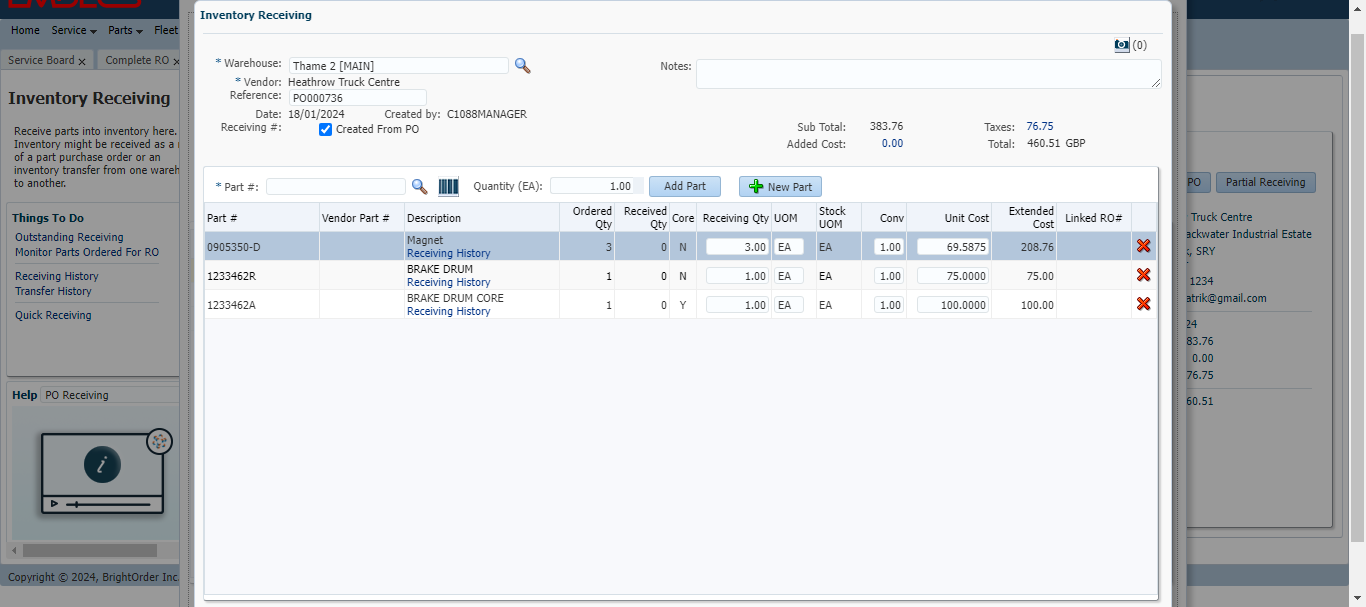 Home Service Parts Fleet
Service Board x Complete RO x
Inventory Receiving
Receive parts into inventory here.
Inventory might be received as a
of a part purchase order or an
inventory transfer from one
to another.
Things To Do
Outstanding Receiving
Monitor Parts Ordered For RO
Receiving History
Transfer History
Quick Receiving
Help PO Receiving
Copyright © 2024, BrightOrder Inc
Inventory Receiving
(0)
* Warehouse: Thame 2 [MAIN]
Notes:
* Vendor: Heathrow Truck Centre
Reference: PO000736
Date: 18/01/2024 Created by: C1088MANAGER
Receiving #: Created From PO
Sub Total: 383.76 Taxes: 76.75
Added Cost: 0.00 Total: 460.51 GBP
* Part #: Quantity (EA): 1.00 Add Part New Part
Part # Vendor Part # Description Ordered Qty Received Qty Core Receiving Qty UOM Stock UOM Conv Unit Cost Extended Cost Linked RO#
0905350-D Magnet 3 0 N 3.00 EA EA 1.00 69.5875 208.76
Receiving History
1233462R BRAKE DRUM 1 0 N 1.00 EA EA 1.00 75.0000 75.00
Receiving History
1233462A BRAKE DRUM CORE 1 0 Y 1.00 EA EA 1.00 100.0000 100.00
Receiving History
PO Partial Receiving
Truck Centre
ackwater Industrial Estate
, SRY
1234
atrik@gmail.com
24
83.76
0.00
76.75
60.51